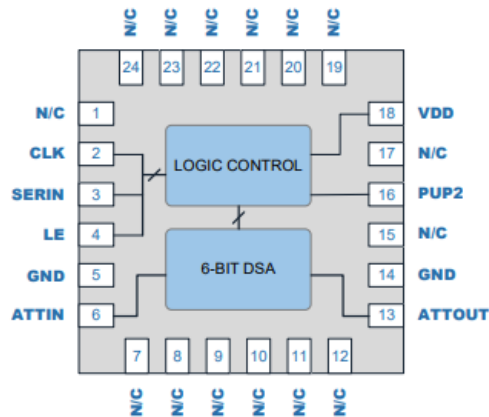 N/C N/C N/C N/C N/C N/C
24 23 22 21 20 19
N/C 1
CLK 2
SERIN 3
LE 4
GND 5
ATTIN 6
LOGIC CONTROL
6-BIT DSA
18 VDD
17 N/C
16 PUP2
15 N/C
14 GND
13 ATTOUT
7 8 9 10 11 12
N/C N/C N/C N/C N/C N/C